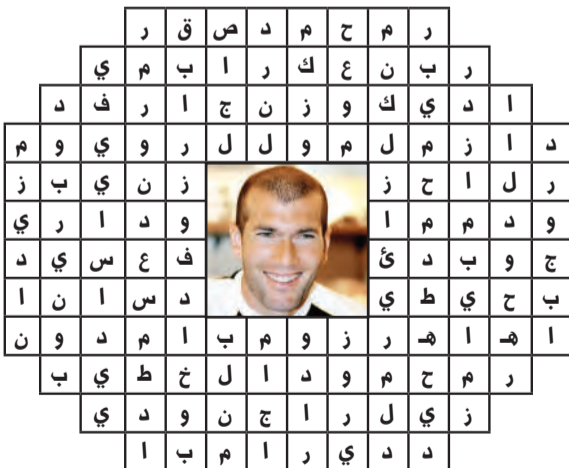 ر م ح م د ص ق ر
ر ب ن ع ك ر ا ب م ي
ا د ي ك و ز ن ج ا ر ف د
د ا ز م ل م و ل ل ر و ي و م
ر ل ا ح ز ز ن ي ب ز
و د م م ا و د ا ر ي
ج و ب د ئ ف ع س ي د
ب ح ي ط ي د س ا ن ا
ا هـ ا هـ ر ز و م ب ا م د و ن
ر م ح م و د ا ل خ ط ي ب
ز ي ل ر ا ج ن و د ي
د د ي ر ا م ب ا